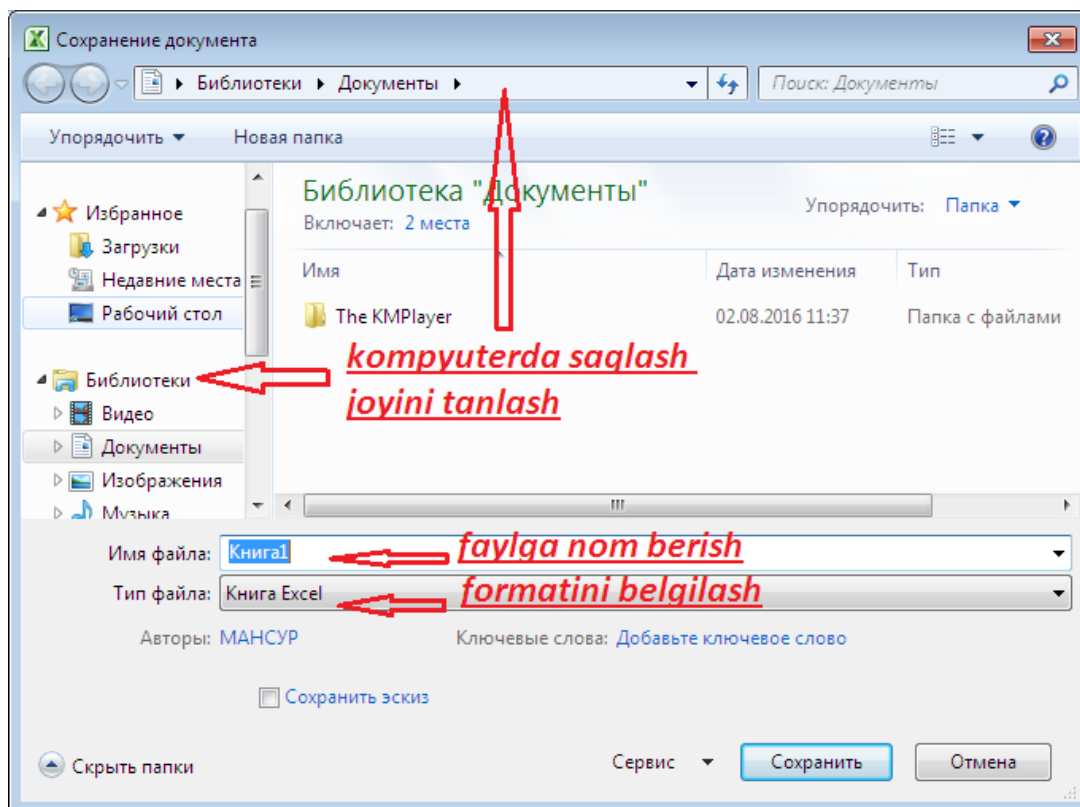 Сохранение документа
Библиотеки Документы
Поиск: Документы
Упорядочить Новая папка
Избранное
Загрузки
Недавние места
Рабочий стол
Библиотеки
Видео
Документы
Изображения
Музыка
Библиотека "Документы"
Включает: 2 места
Упорядочить: Папка
Имя Дата изменения Тип
The KMPlayer 02.08.2016 11:37 Папка с файлами
kompyuterda saqlash
joyini tanlash
Имя файла: Книга1
faylga nom berish
Тип файла: Книга Excel
formatini belgilash
Авторы: МАНСУР Ключевые слова: Добавьте ключевое слово
Сохранить эскиз
Скрыть папки Сервис Сохранить Отмена